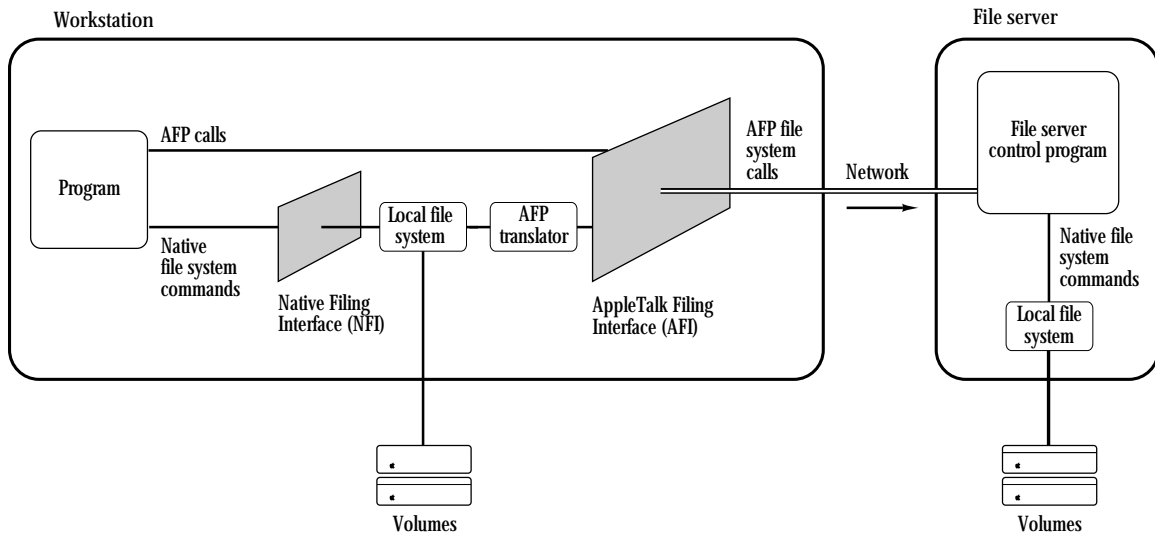 Workstation
File server
AFP calls
AFP file
system
calls
Network
File server
control program
Program
Local file
system
AFP
translator
Native
file system
commands
Native Filing
Interface (NFI)
AppleTalk Filing
Interface (AFI)
Native file
system
commands
Local file
system
Volumes
Volumes